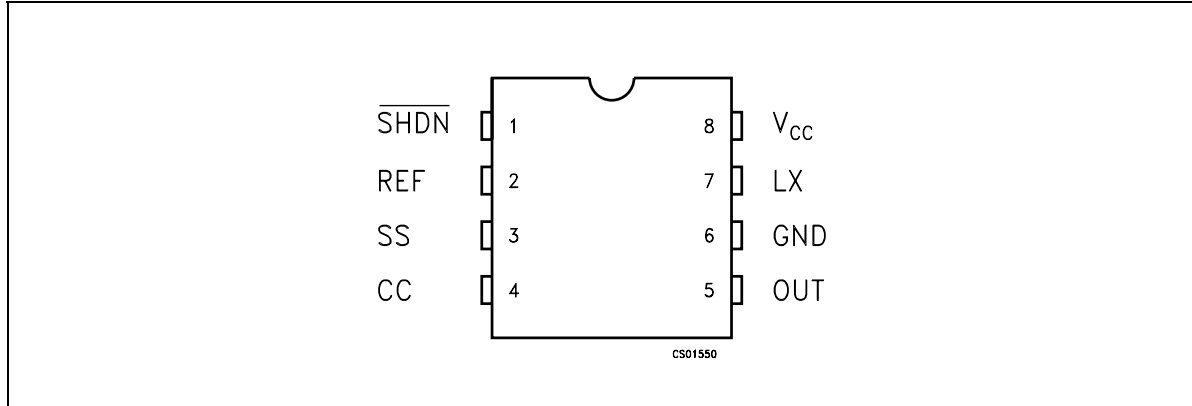 SHDN 1 8 VCC
REF 2 7 LX
SS 3 6 GND
CC 4 5 OUT
CS01550